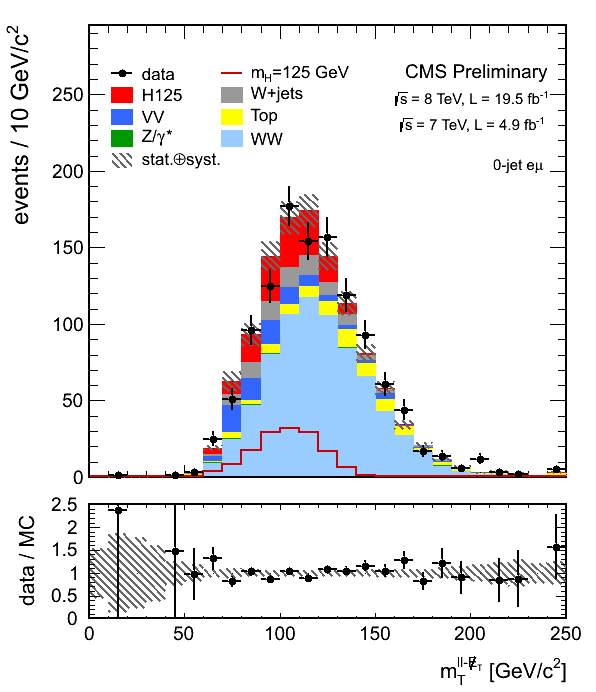 events / 10 GeV/c²
data
H125
VV
Z/γ*
stat.⊕syst.
m_H=125 GeV
W+jets
Top
WW
CMS Preliminary
√s = 8 TeV, L = 19.5 fb⁻¹
√s = 7 TeV, L = 4.9 fb⁻¹
0-jet eμ
250
200
150
100
50
0
data / MC
2.5
2
1.5
1
0.5
0
0 50 100 150 200 250
m_T^{ll-E̸_T} [GeV/c²]